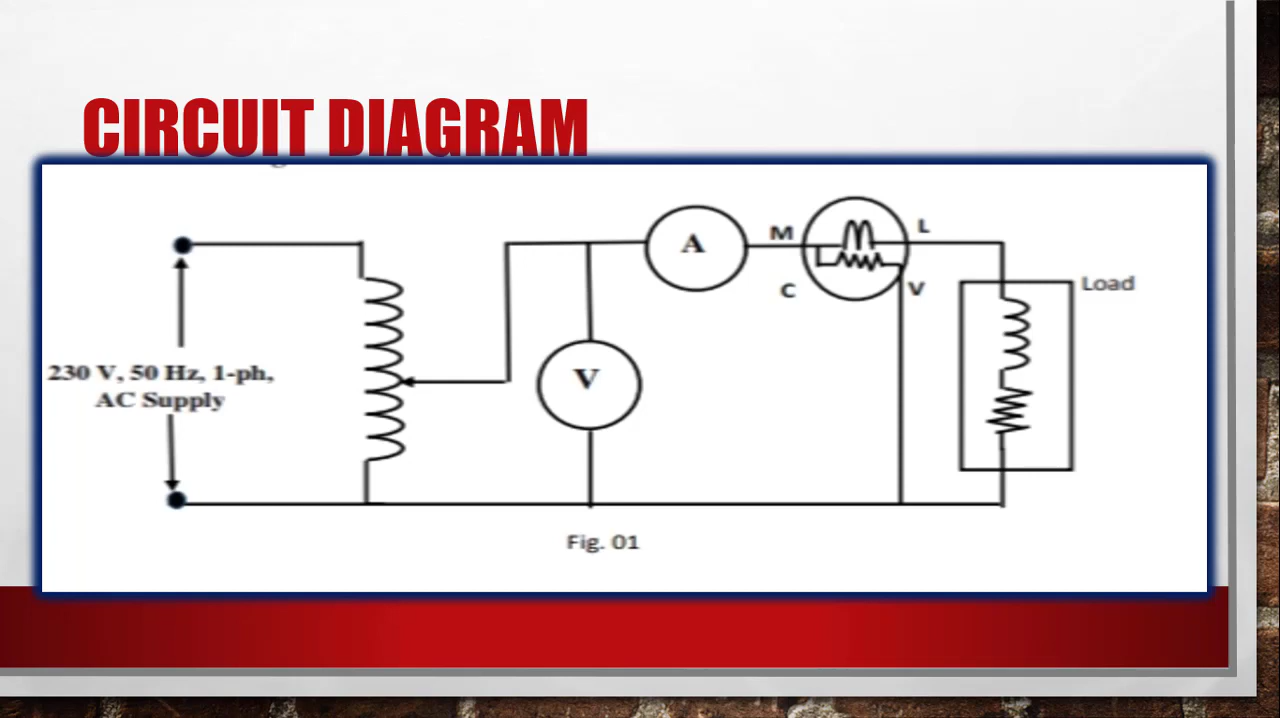 CIRCUIT DIAGRAM
230 V, 50 Hz, 1-ph,
AC Supply
V
A
M
C
L
V
Load
Fig. 01